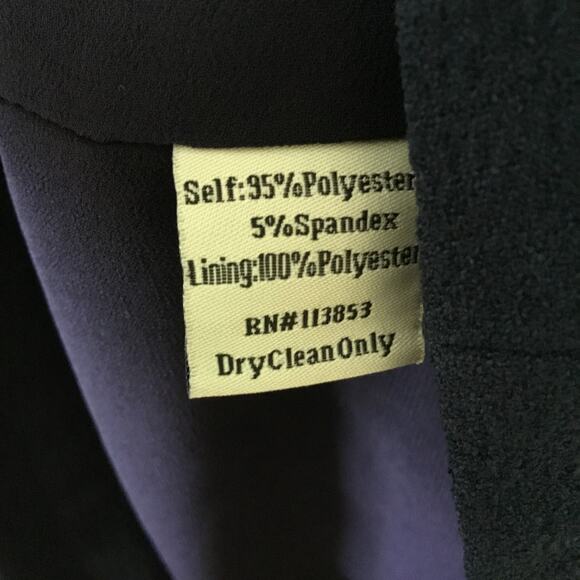 Self:95%Polyester
5%Spandex
Lining:100%Polyester
RN#113853
DryCleanOnly